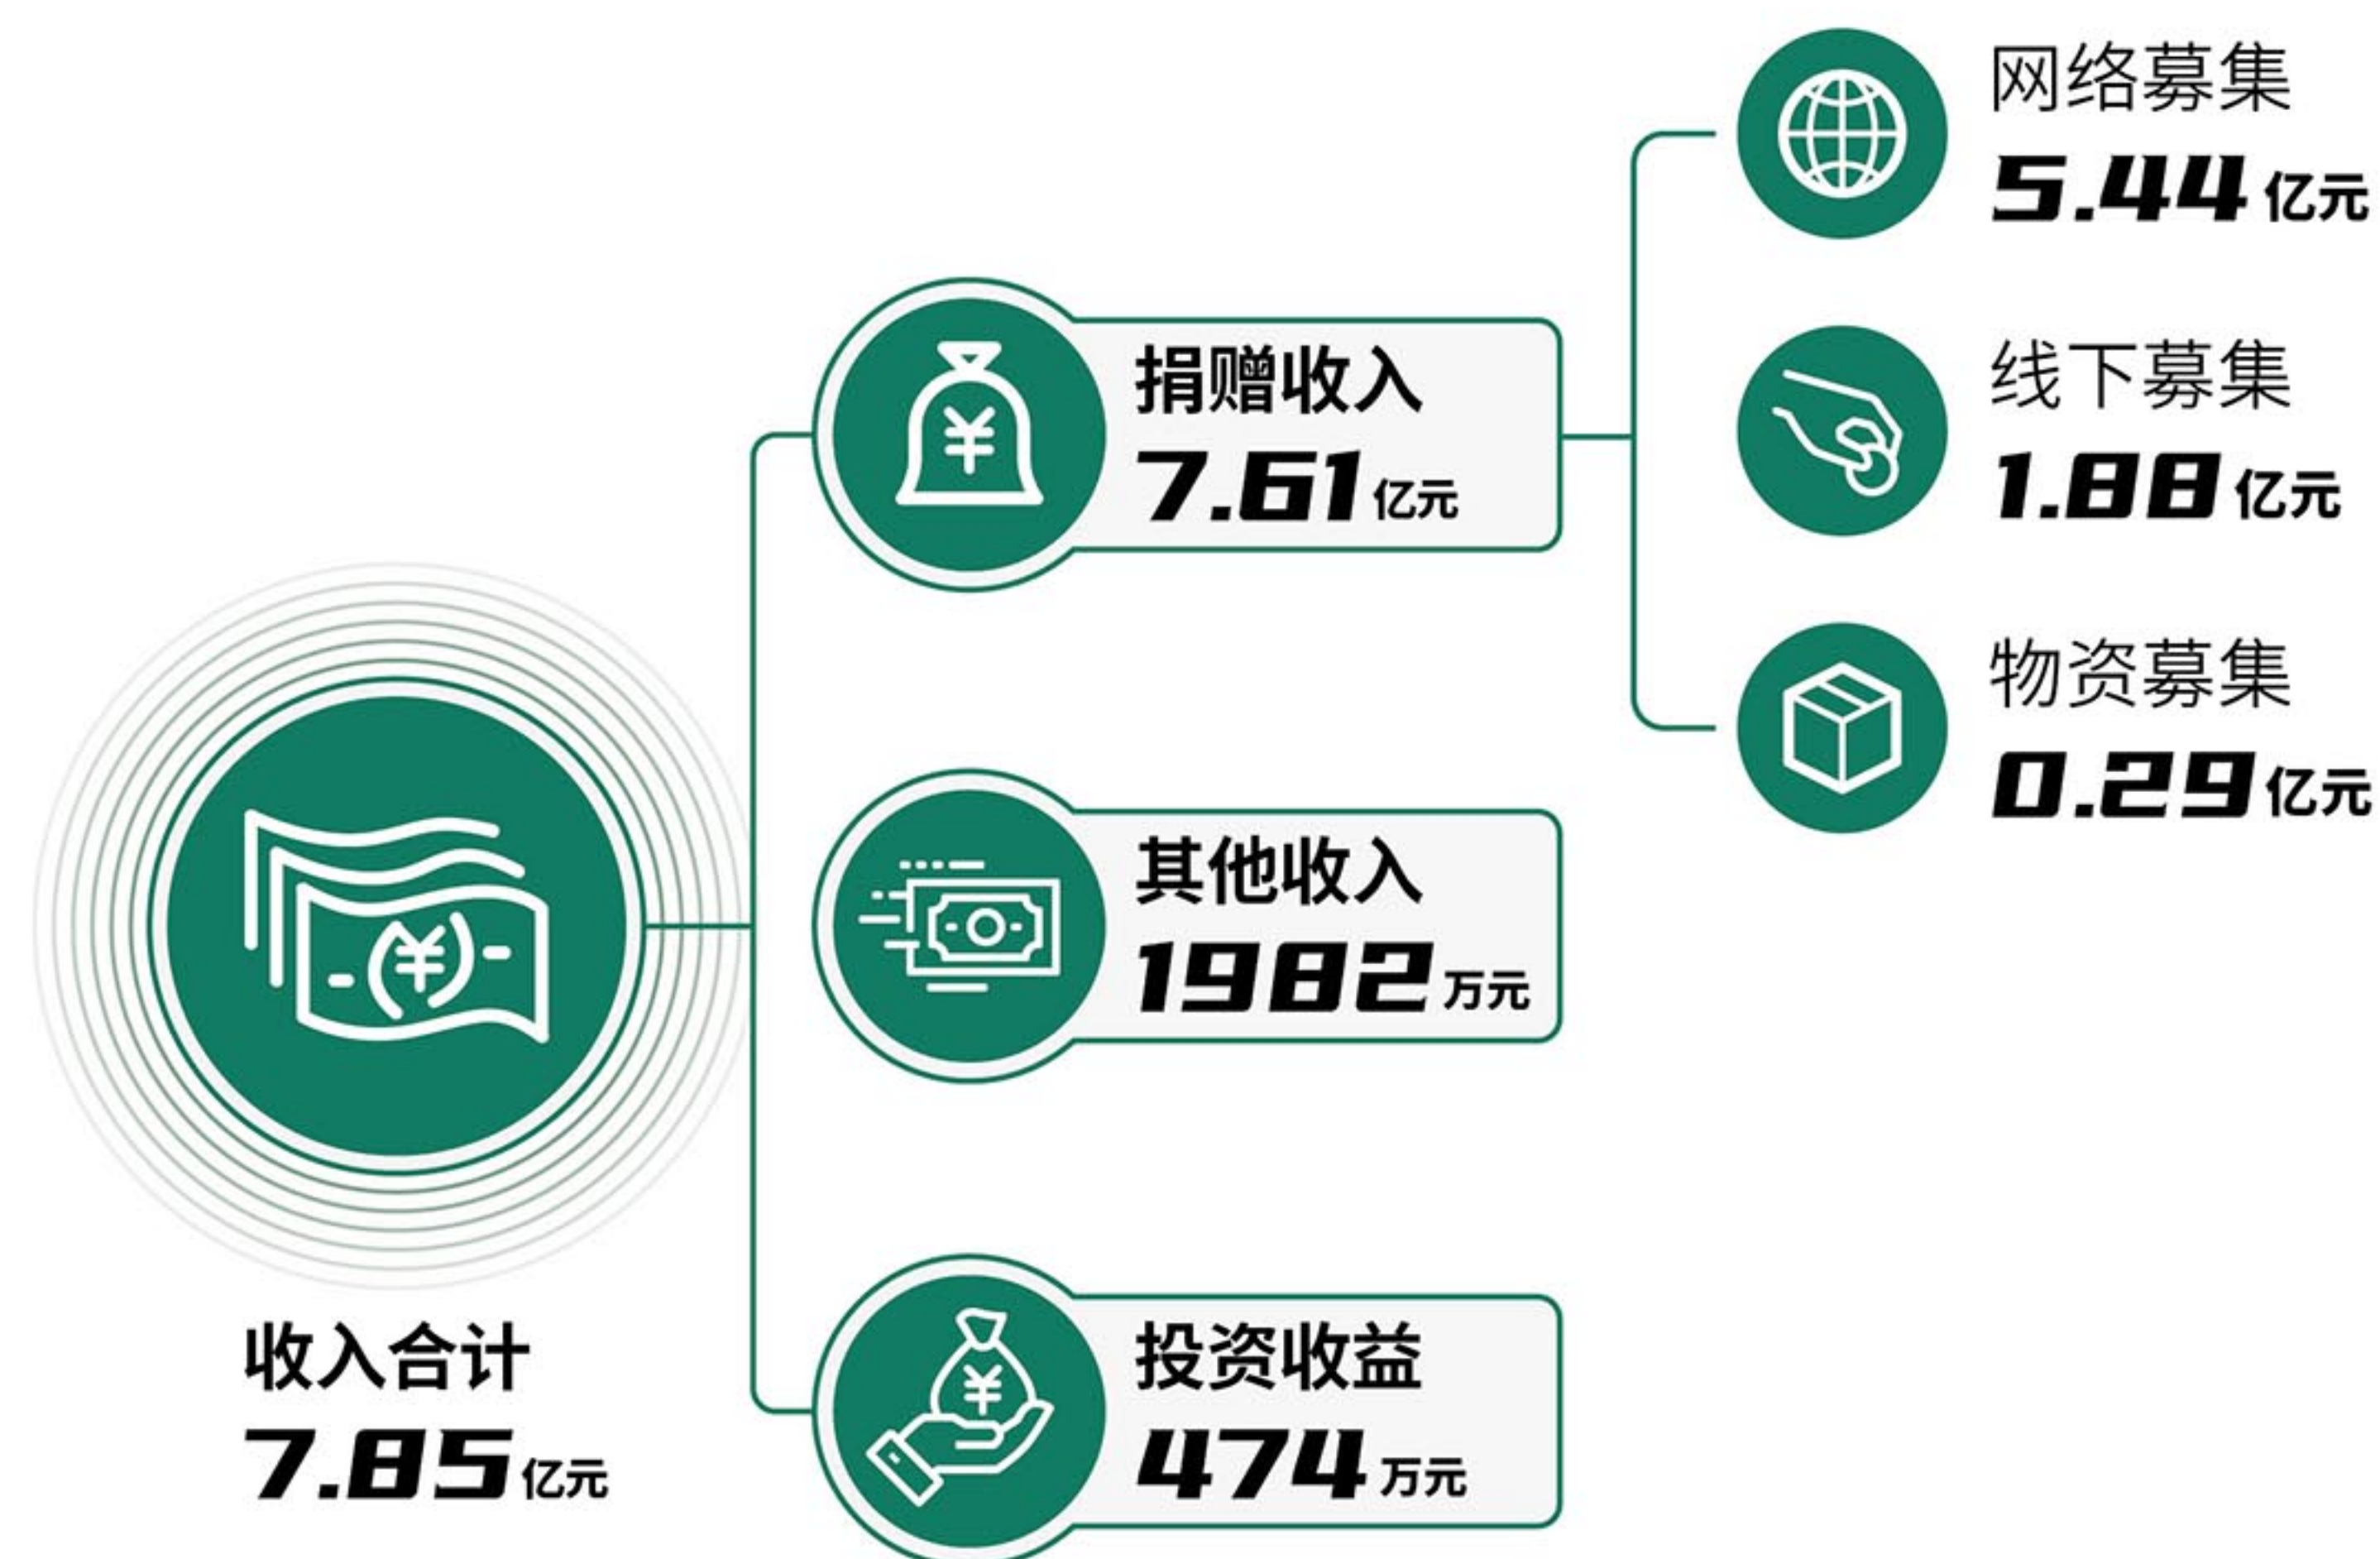 收入合计
7.85亿元
捐赠收入
7.61亿元
其他收入
1982万元
投资收益
474万元
网络募集
5.44亿元
线下募集
1.88亿元
物资募集
0.29亿元